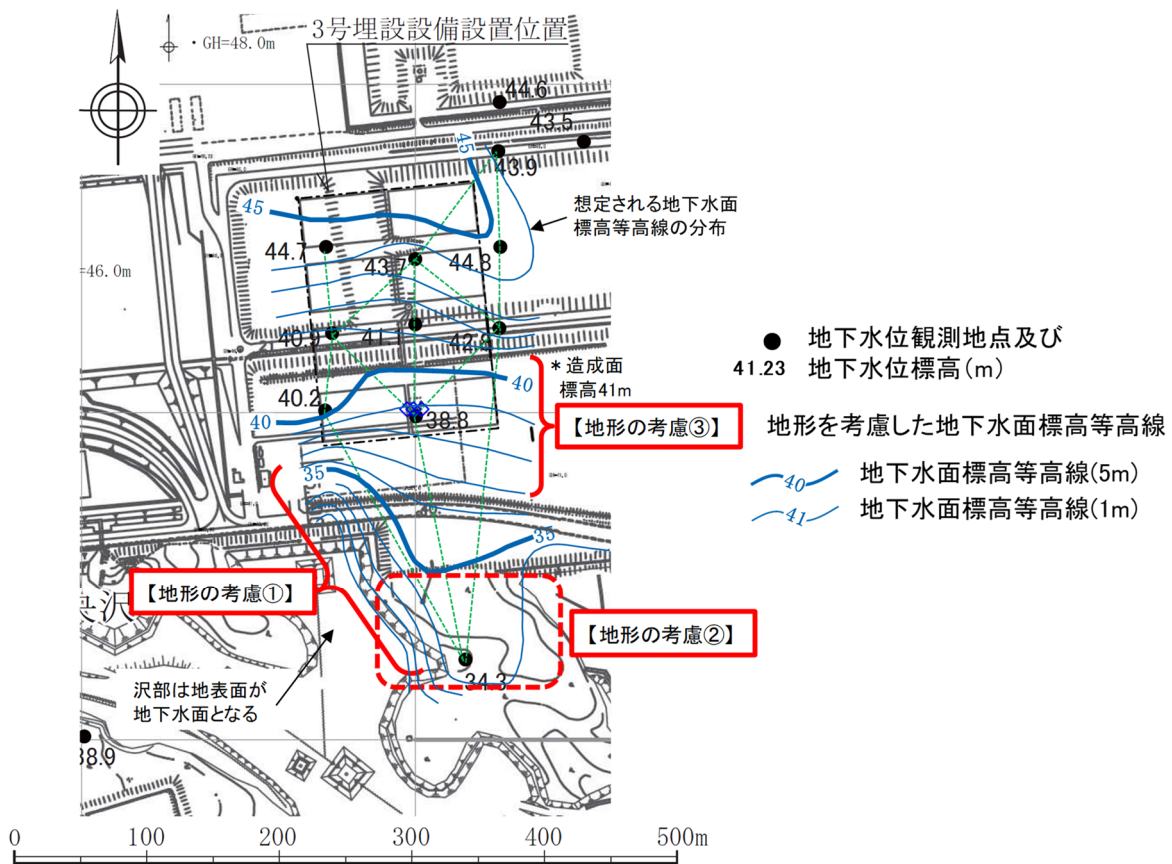 ・GH=48.0m
3号埋設設備設置位置
44.6
43.5
45
43.9
想定される地下水面
標高等高線の分布
45
44.7
43.7
44.8
=46.0m
40.9
41.1
地下水位観測地点及び
41.23 地下水位標高(m)
*造成面
標高41m
40
40.2
40
38.8
【地形の考慮③】
地形を考慮した地下水面標高等高線
40 地下水面標高等高線(5m)
41 地下水面標高等高線(1m)
35
35
【地形の考慮①】
【地形の考慮②】
沢
34.3
沢部は地表面が
地下水面となる
38.9
0 100 200 300 400 500m